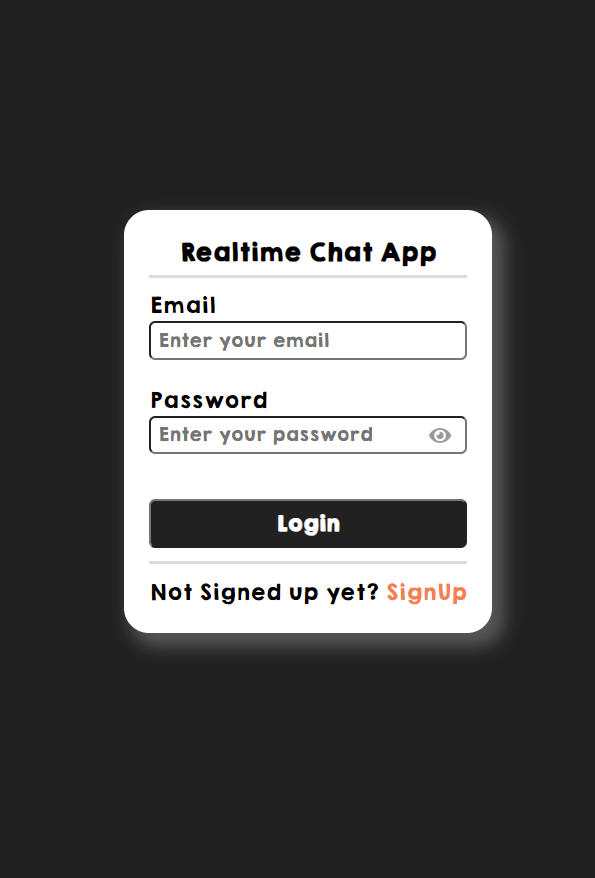 Realtime Chat App
Email
Enter your email
Password
Enter your password
Login
Not Signed up yet? SignUp